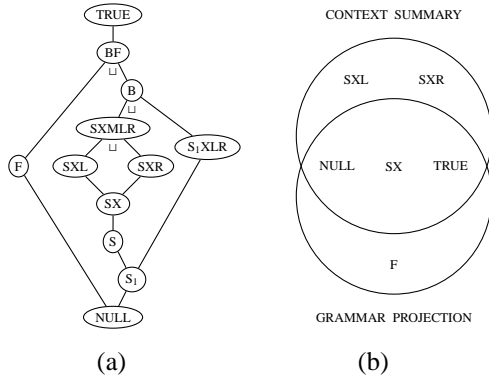 TRUE
BF
⊔
B
⊔
SXMLR
⊔
S₁XLR
F
SXL
SXR
SX
S
S₁
NULL
(a)
CONTEXT SUMMARY
SXL SXR
NULL SX TRUE
F
GRAMMAR PROJECTION
(b)